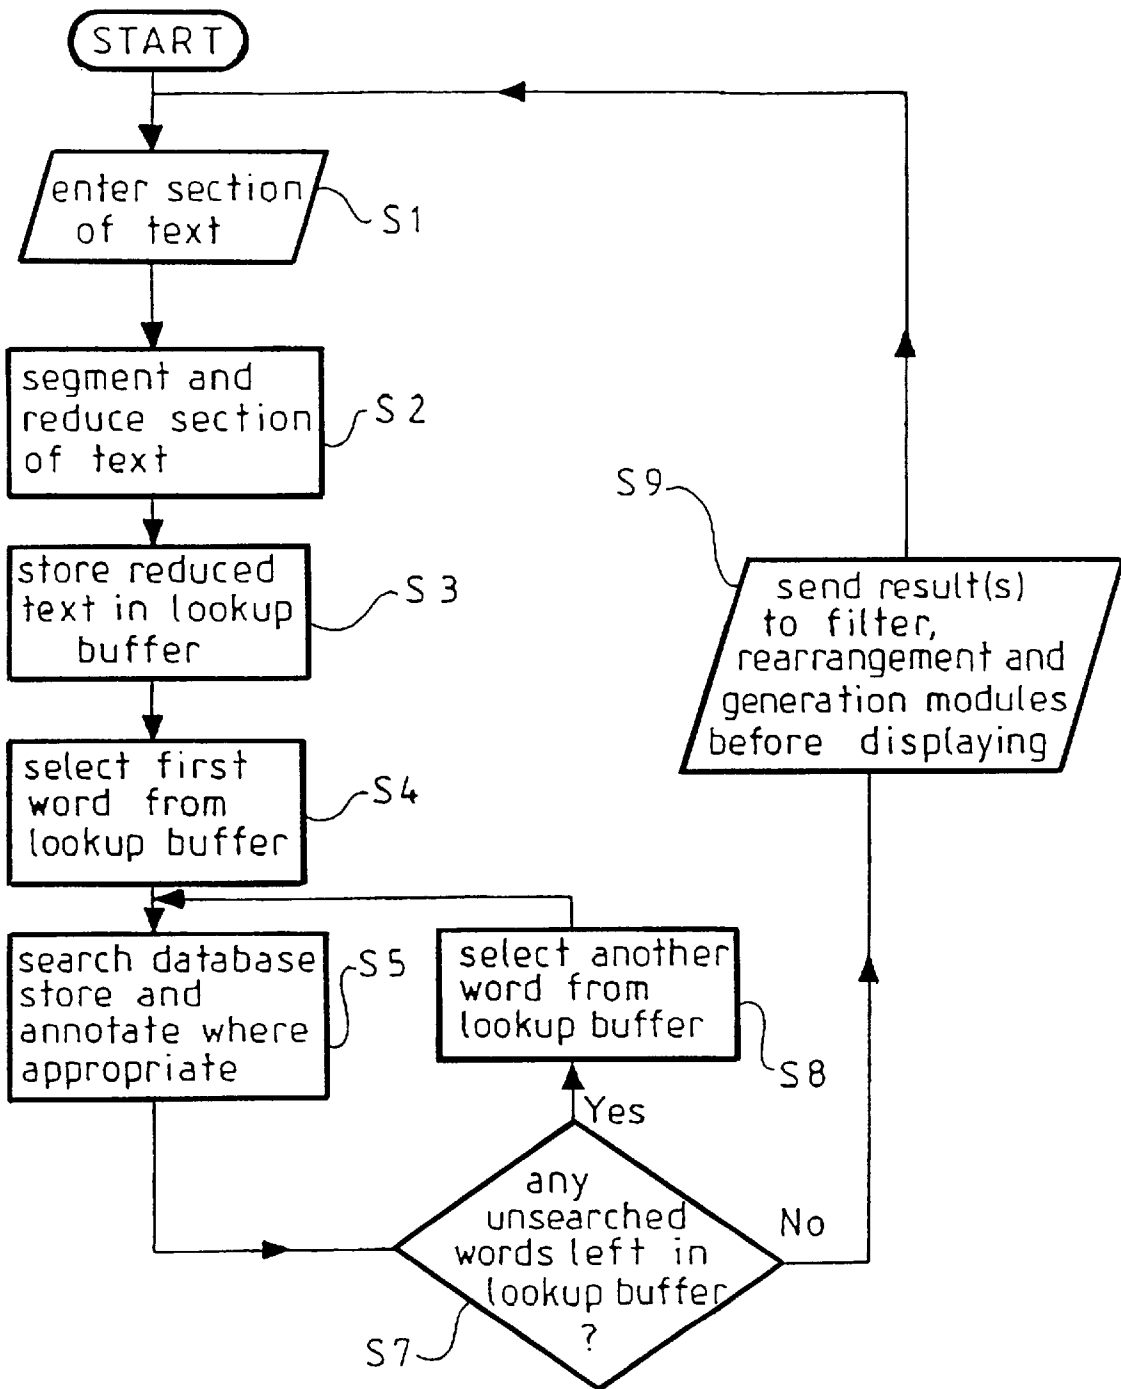 START
enter section
of text
S1
segment and
reduce section
of text
S2
store reduced
text in lookup
buffer
S3
select first
word from
lookup buffer
S4
search database
store and
annotate where
appropriate
S5
any
unsearched
words left in
lookup buffer
?
S7
Yes
select another
word from
lookup buffer
S8
No
send result(s)
to filter,
rearrangement and
generation modules
before displaying
S9